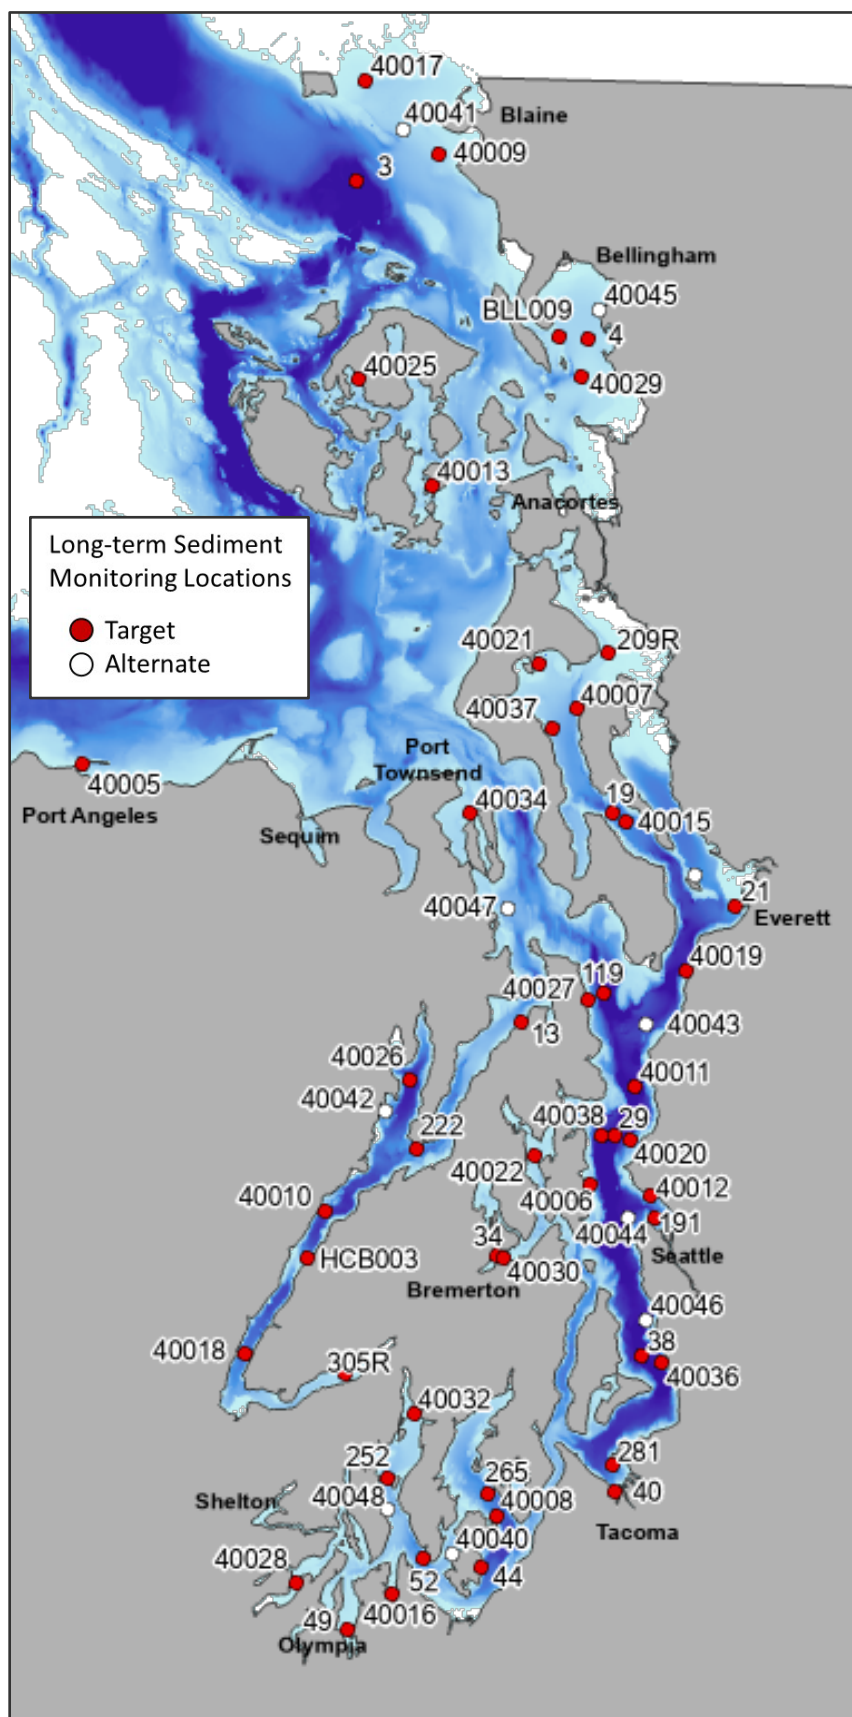 40017
40041
Blaine
40009
3
Bellingham
40045
BLL009
4
40025
40029
40013
Anacortes
Long-term Sediment
Monitoring Locations
Target
Alternate
40021
209R
40007
40037
Port
Townsend
40005
Port Angeles
40034
19
40015
Sequim
21
40047
Everett
40019
119
40027
40043
13
40026
40011
40042
40038
29
222
40020
40022
40006
40012
40010
40044
191
34
Seattle
HCB003
40030
Bremerton
40046
40018
38
305R
40036
40032
281
252
265
40
Shelton
40048
40008
Tacoma
40040
40028
52
44
40016
49
Olympia